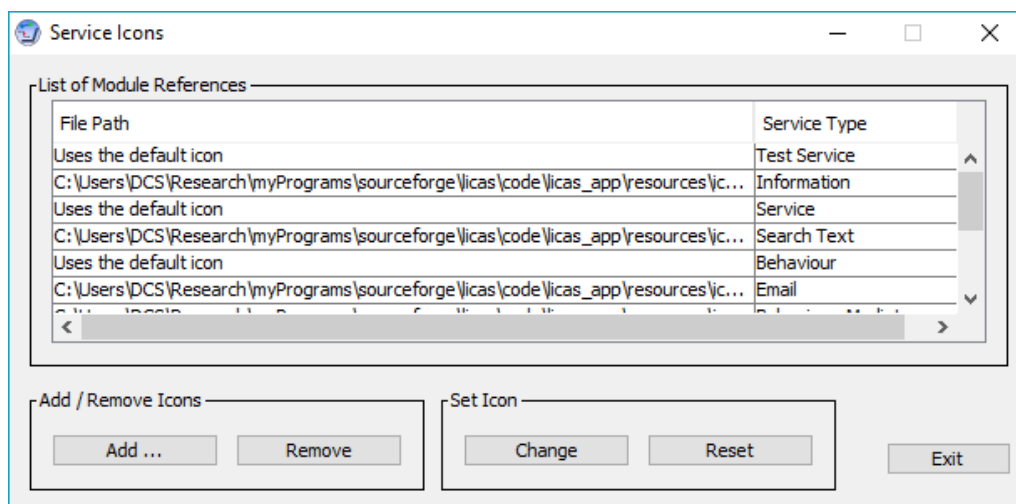 Service Icons
List of Module References
File Path Service Type
Uses the default icon Test Service
C:\Users\DCS\Research\myPrograms\sourceforge\licas\code\licas_app\resources\ic... Information
Uses the default icon Service
C:\Users\DCS\Research\myPrograms\sourceforge\licas\code\licas_app\resources\ic... Search Text
Uses the default icon Behaviour
C:\Users\DCS\Research\myPrograms\sourceforge\licas\code\licas_app\resources\ic... Email
Add / Remove Icons Set Icon
Add ... Remove Change Reset Exit